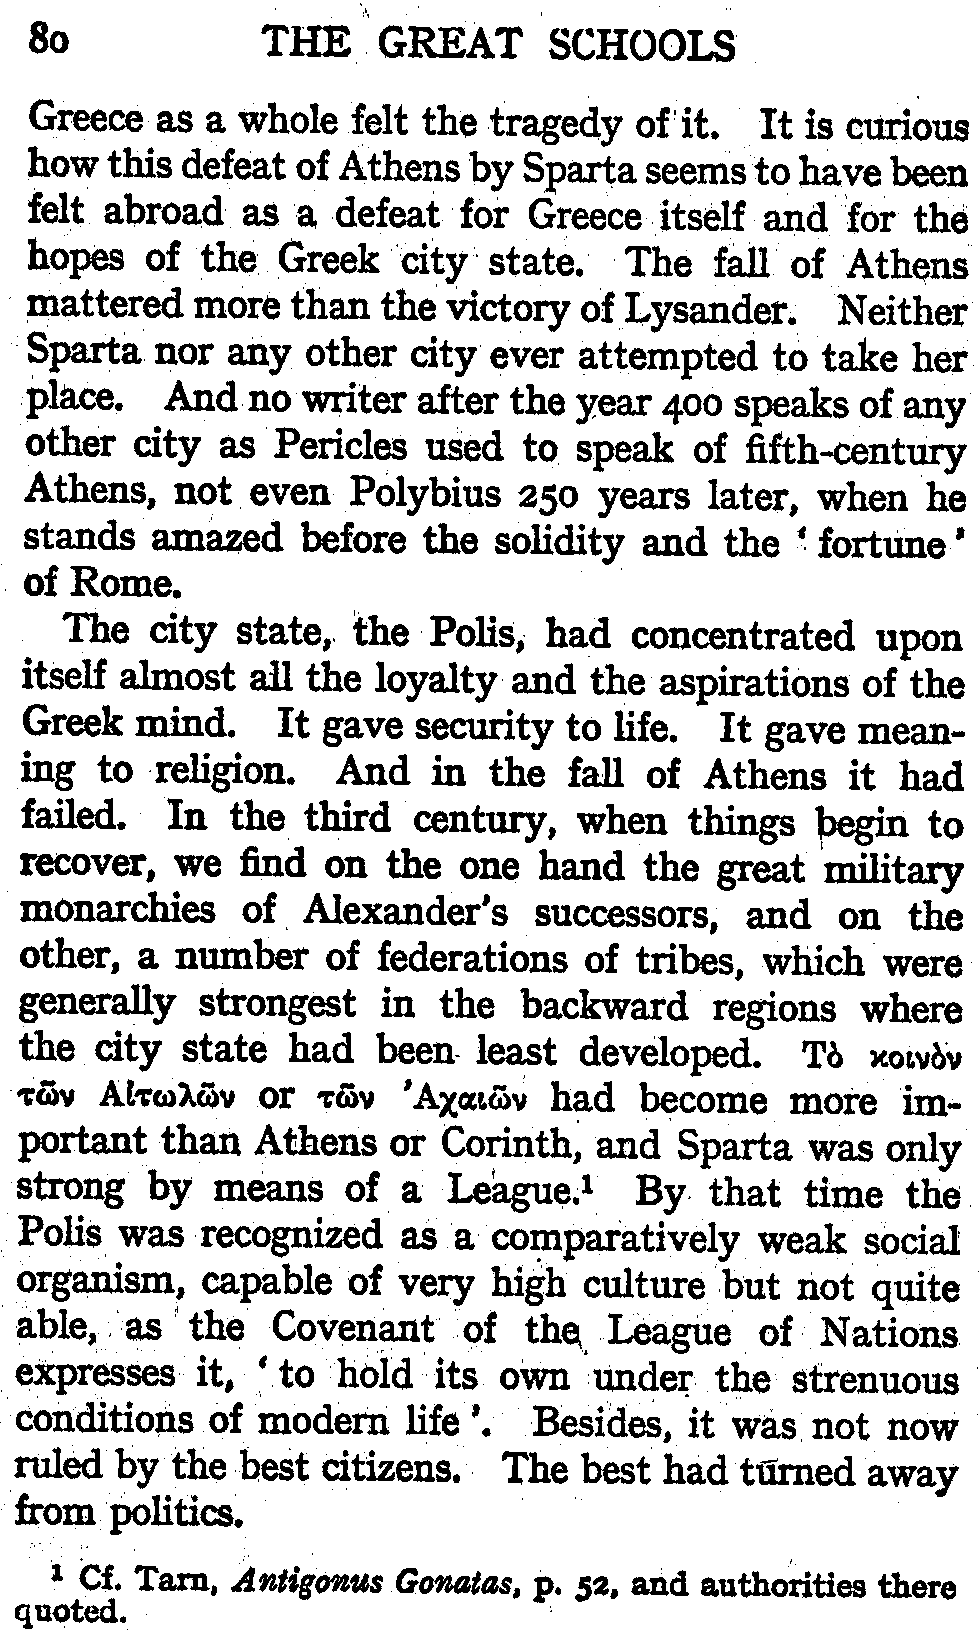 80 THE GREAT SCHOOLS
Greece as a whole felt the tragedy of it. It is curious
how this defeat of Athens by Sparta seems to have been
felt abroad as a defeat for Greece itself and for the
hopes of the Greek city state. The fall of Athens
mattered more than the victory of Lysander. Neither
Sparta nor any other city ever attempted to take her
place. And no writer after the year 400 speaks of any
other city as Pericles used to speak of fifth-century
Athens, not even Polybius 250 years later, when he
stands amazed before the solidity and the ‘ fortune ’
of Rome.
The city state, the Polis, had concentrated upon
itself almost all the loyalty and the aspirations of the
Greek mind. It gave security to life. It gave mean-
ing to religion. And in the fall of Athens it had
failed. In the third century, when things begin to
recover, we find on the one hand the great military
monarchies of Alexander's successors, and on the
other, a number of federations of tribes, which were
generally strongest in the backward regions where
the city state had been least developed. Τὸ κοινὸν
τῶν Αἰτωλῶν or τῶν Ἀχαιῶν had become more im-
portant than Athens or Corinth, and Sparta was only
strong by means of a League.¹ By that time the
Polis was recognized as a comparatively weak social
organism, capable of very high culture but not quite
able, as the Covenant of the League of Nations
expresses it, ‘ to hold its own under the strenuous
conditions of modern life ’. Besides, it was not now
ruled by the best citizens. The best had turned away
from politics.
¹ Cf. Tarn, Antigonus Gonatas, p. 52, and authorities there
quoted.